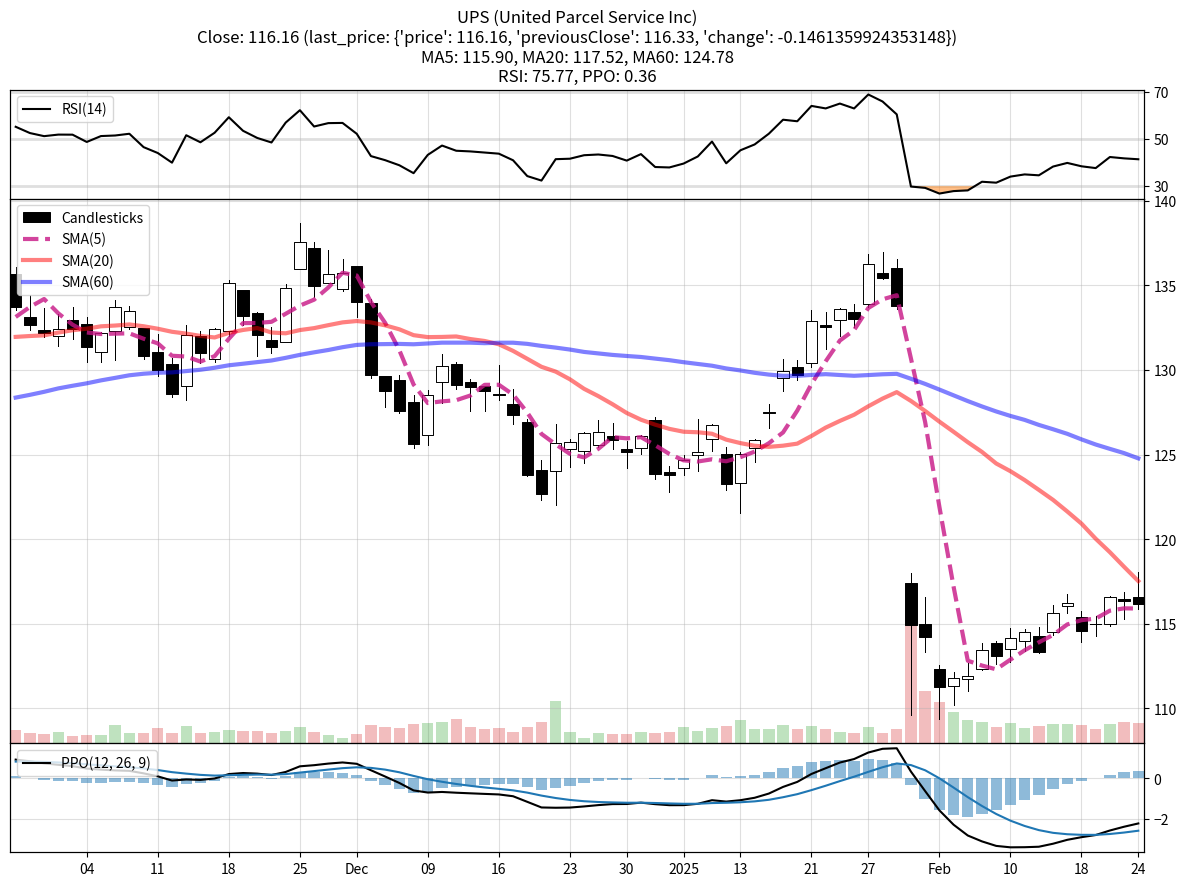 UPS (United Parcel Service Inc)
Close: 116.16 (last_price: {'price': 116.16, 'previousClose': 116.33, 'change': -0.1461359924353148})
MA5: 115.90, MA20: 117.52, MA60: 124.78
RSI: 75.77, PPO: 0.36
RSI(14)
70
50
30
Candlesticks
SMA(5)
SMA(20)
SMA(60)
140
135
130
125
120
115
110
PPO(12, 26, 9)
0
−2
04 11 18 25 Dec 09 16 23 30 2025 13 21 27 Feb 10 18 24